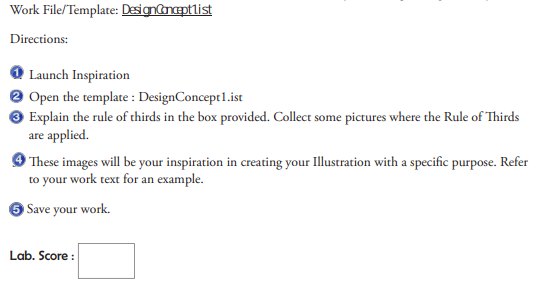 Work File/Template: DesignConcept1.ist
Directions:
1 Launch Inspiration
2 Open the template : DesignConcept1.ist
3 Explain the rule of thirds in the box provided. Collect some pictures where the Rule of Thirds
are applied.
4 These images will be your inspiration in creating your Illustration with a specific purpose. Refer
to your work text for an example.
5 Save your work.
Lab. Score :